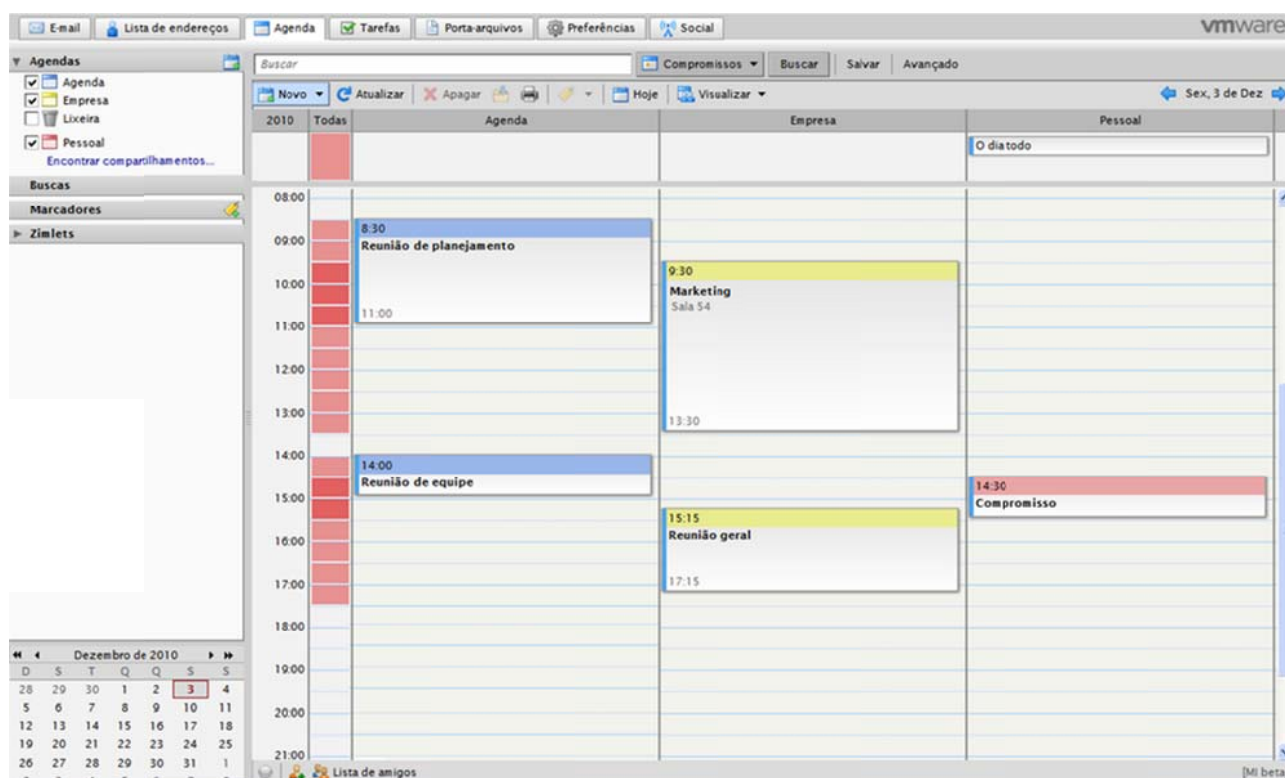 E-mail Lista de endereços Agenda Tarefas Porta-arquivos Preferências Social vmware
Agendas
Agenda
Empresa
Lixeira
Pessoal
Encontrar compartilhamentos...
Buscas
Marcadores
Zimlets
Buscar Compromissos Buscar Salvar Avançado
Novo Atualizar Apagar Hoje Visualizar Sex, 3 de Dez
2010 Todas Agenda Empresa Pessoal
O dia todo
08:00
8:30
Reunião de planejamento
11:00
09:00
9:30
Marketing
Sala 54
13:30
10:00
11:00
12:00
13:00
14:00
14:00
Reunião de equipe
14:30
Compromisso
15:00
15:15
Reunião geral
17:15
16:00
17:00
18:00
19:00
20:00
21:00
Dezembro de 2010
D S T Q Q S S
28 29 30 1 2 3 4
5 6 7 8 9 10 11
12 13 14 15 16 17 18
19 20 21 22 23 24 25
26 27 28 29 30 31 1
Lista de amigos
[MI beta